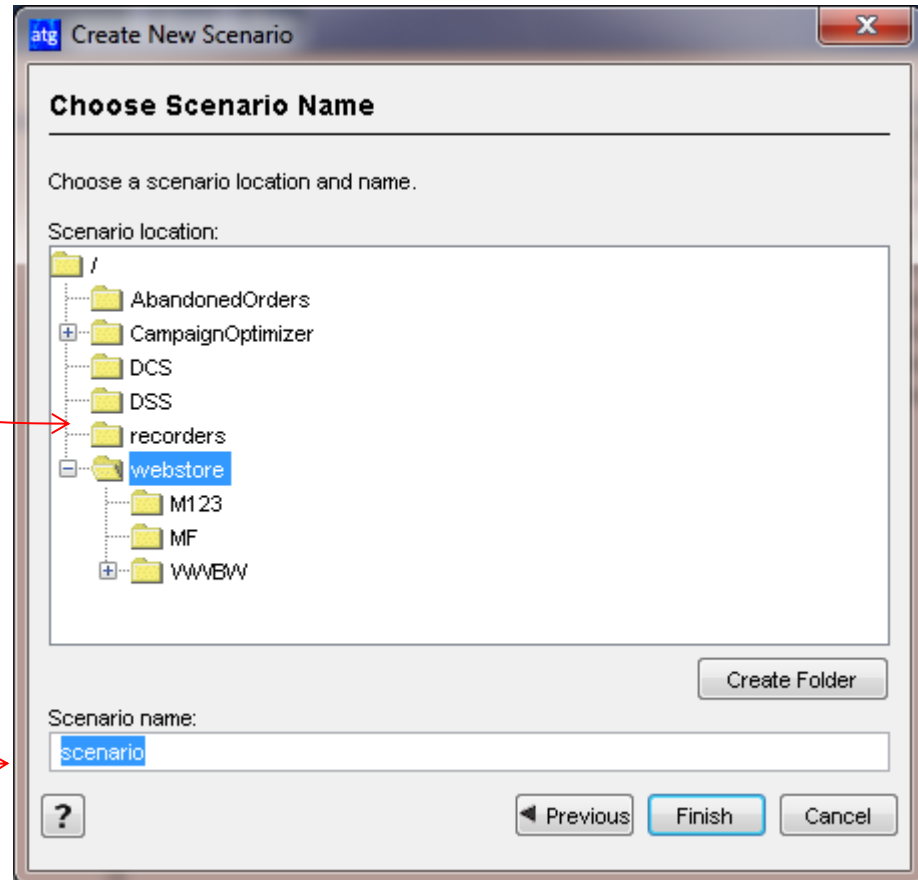 atg Create New Scenario
X
Choose Scenario Name
Choose a scenario location and name.
Scenario location:
/
AbandonedOrders
CampaignOptimizer
DCS
DSS
recorders
webstore
M123
MF
WWBW
Create Folder
Scenario name:
scenario
? Previous Finish Cancel